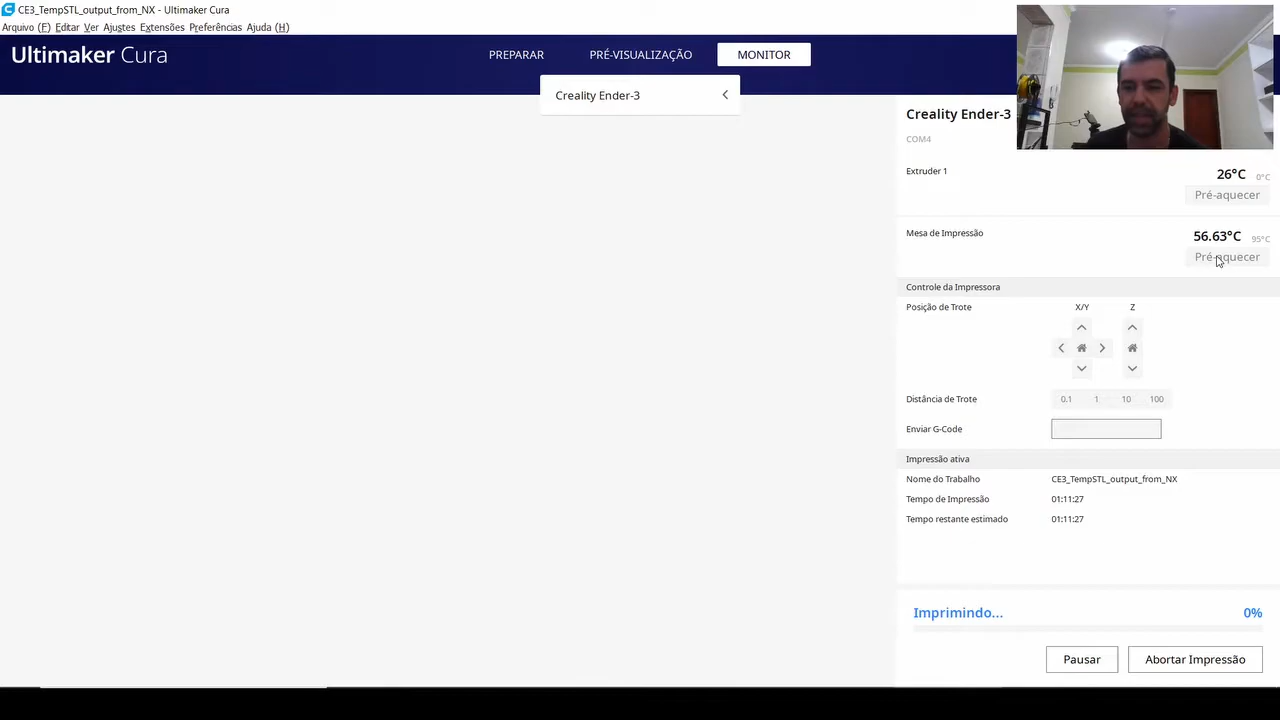 CE3_TempSTL_output_from_NX - Ultimaker Cura
Arquivo (F) Editar Ver Ajustes Extensões Preferências Ajuda (H)
Ultimaker Cura
PREPARAR PRÉ-VISUALIZAÇÃO MONITOR
Creality Ender-3
Creality Ender-3
COM4
Extruder 1 26°C 0°C
Pré-aquecer
Mesa de Impressão 56.63°C 95°C
Pré-aquecer
Controle da Impressora
Posição de Trote X/Y Z
Distância de Trote 0.1 1 10 100
Enviar G-Code
Impressão ativa
Nome do Trabalho CE3_TempSTL_output_from_NX
Tempo de Impressão 01:11:27
Tempo restante estimado 01:11:27
Imprimindo... 0%
Pausar Abortar Impressão